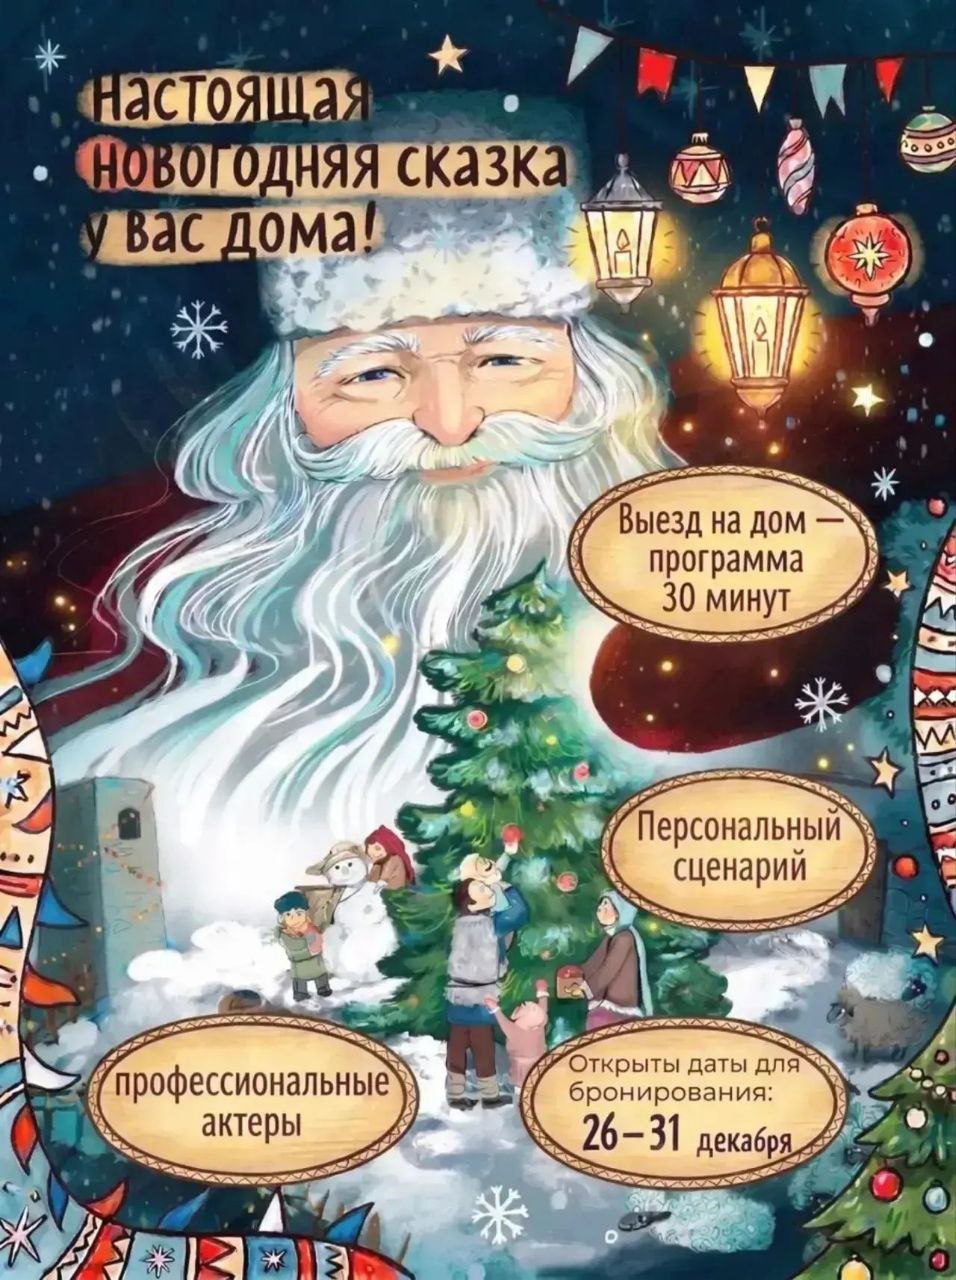 Настоящая
новогодняя сказка
у вас дома!
Выезд на дом —
программа
30 минут
Персональный
сценарий
профессиональные
актеры
Открыты даты для
бронирования:
26–31 декабря